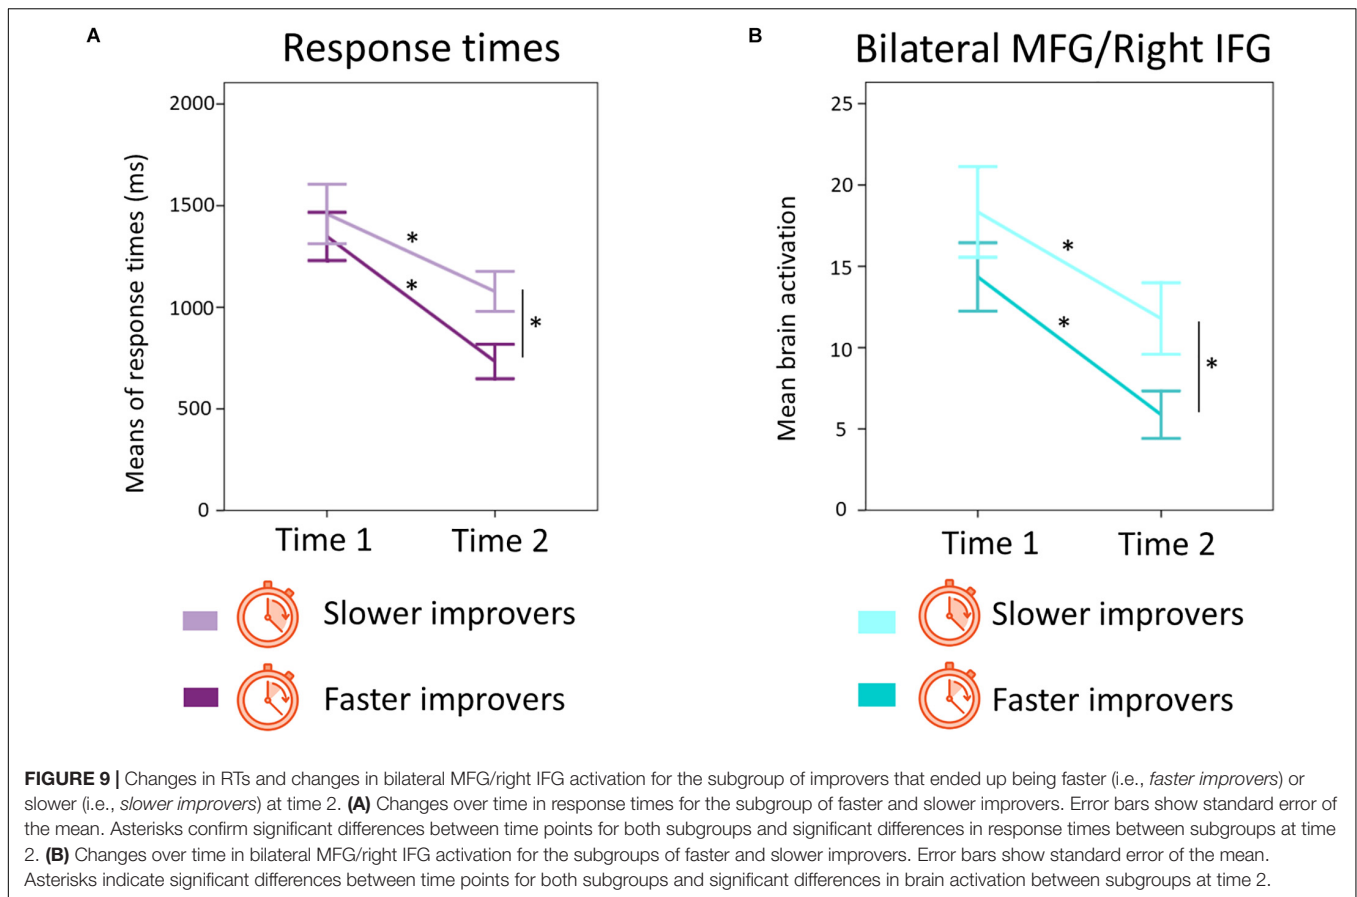 A
Response times
Means of response times (ms)
2000
1500
1000
500
0
*
*
*
Time 1
Time 2
Slower improvers
Faster improvers
B
Bilateral MFG/Right IFG
Mean brain activation
25
20
15
10
5
0
*
*
*
Time 1
Time 2
Slower improvers
Faster improvers
FIGURE 9 | Changes in RTs and changes in bilateral MFG/right IFG activation for the subgroup of improvers that ended up being faster (i.e., faster improvers) or
slower (i.e., slower improvers) at time 2. (A) Changes over time in response times for the subgroup of faster and slower improvers. Error bars show standard error of
the mean. Asterisks confirm significant differences between time points for both subgroups and significant differences in response times between subgroups at time
2. (B) Changes over time in bilateral MFG/right IFG activation for the subgroups of faster and slower improvers. Error bars show standard error of the mean.
Asterisks indicate significant differences between time points for both subgroups and significant differences in brain activation between subgroups at time 2.